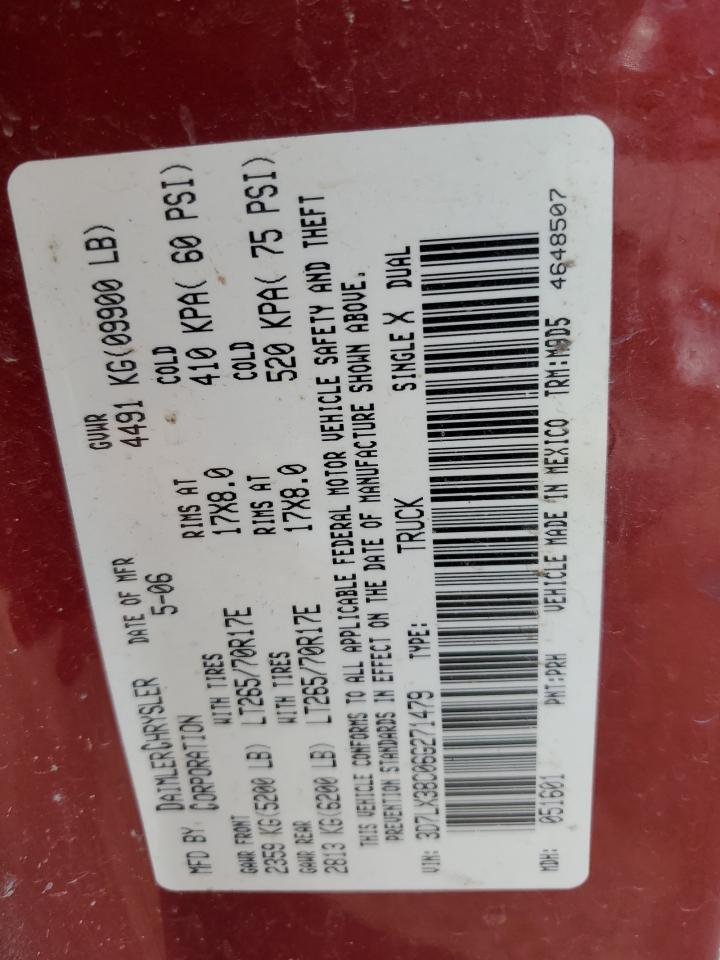 MFD BY DAIMLERCHRYSLER DATE OF MFR GVWR
CORPORATION 5-06 4491 KG(09900 LB)
WITH TIRES RIMS AT COLD
GAWR FRONT
2359 KG(5200 LB) LT265/70R17E 17X8.0 410 KPA( 60 PSI)
WITH TIRES RIMS AT COLD
GAWR REAR
2813 KG(6200 LB) LT265/70R17E 17X8.0 520 KPA( 75 PSI)
THIS VEHICLE CONFORMS TO ALL APPLICABLE FEDERAL MOTOR VEHICLE SAFETY AND THEFT
PREVENTION STANDARDS IN EFFECT ON THE DATE OF MANUFACTURE SHOWN ABOVE.
VIN: 3D7LX38C06G271479 TYPE: TRUCK SINGLE X DUAL
MDH: 051601 PNT:PRH VEHICLE MADE IN MEXICO TRM:M9D5 4648507